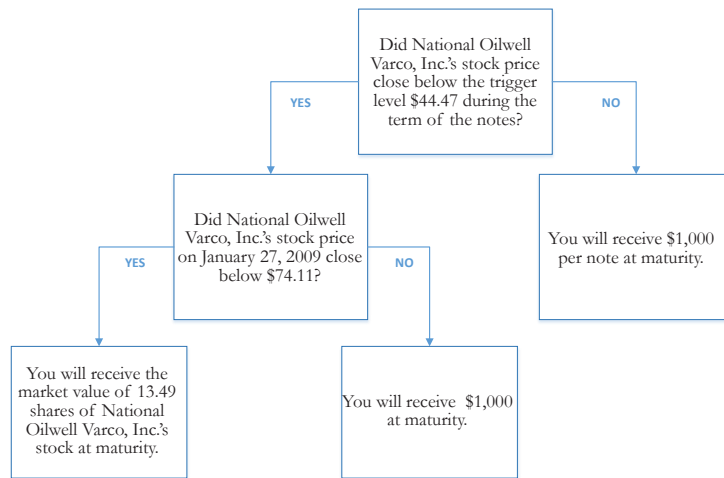 Did National Oilwell
Varco, Inc.'s stock price
close below the trigger
level $44.47 during the
term of the notes?
YES
NO
Did National Oilwell
Varco, Inc.'s stock price
on January 27, 2009 close
below $74.11?
You will receive $1,000
per note at maturity.
YES
NO
You will receive the
market value of 13.49
shares of National
Oilwell Varco, Inc.'s
stock at maturity.
You will receive $1,000
at maturity.